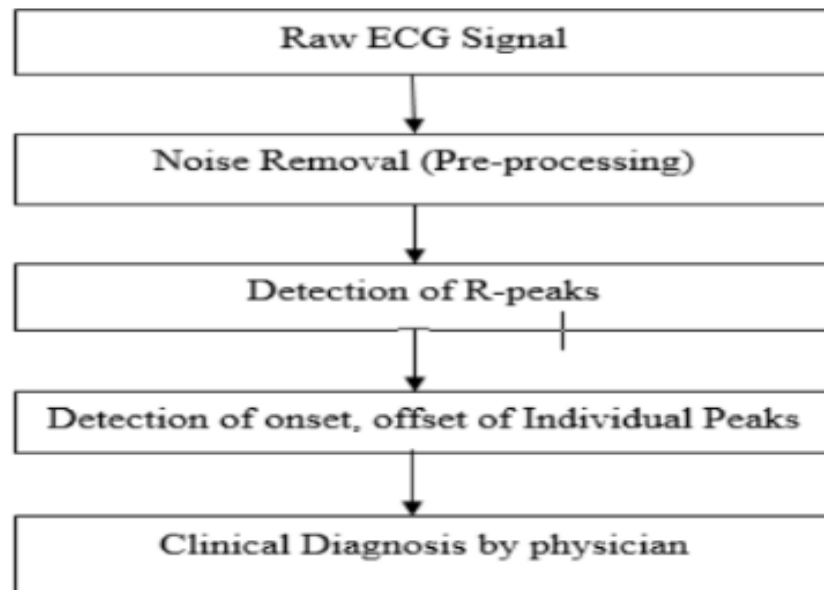 Raw ECG Signal
Noise Removal (Pre-processing)
Detection of R-peaks
Detection of onset, offset of Individual Peaks
Clinical Diagnosis by physician